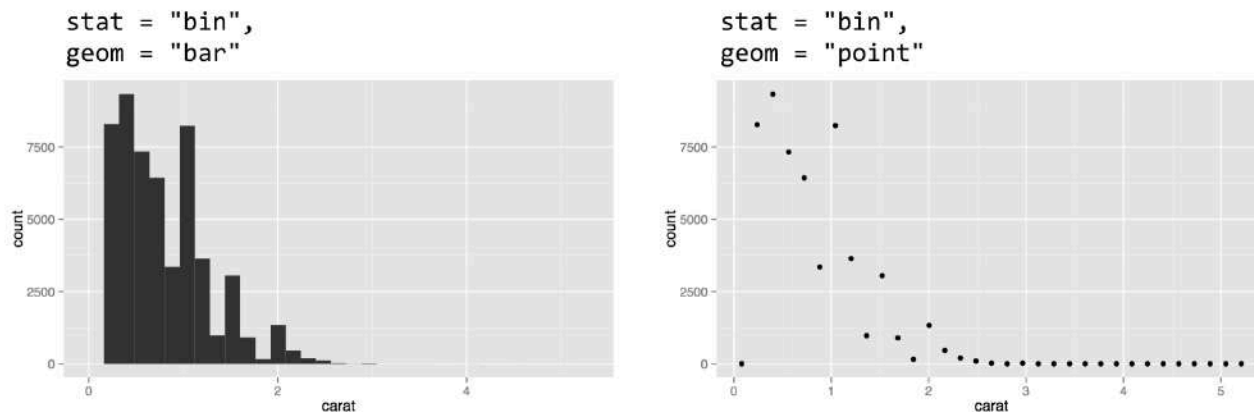 stat = "bin",
geom = "bar"
count
7500
5000
2500
0
0
2
4
carat
stat = "bin",
geom = "point"
count
7500
5000
2500
0
0
1
2
3
4
5
carat